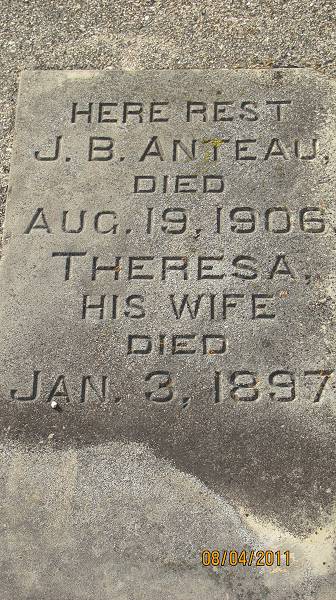 HERE REST
J. B. ANTEAU
DIED
AUG. 19, 1906.
THERESA,
HIS WIFE
DIED
JAN. 3, 1897
08/04/2011